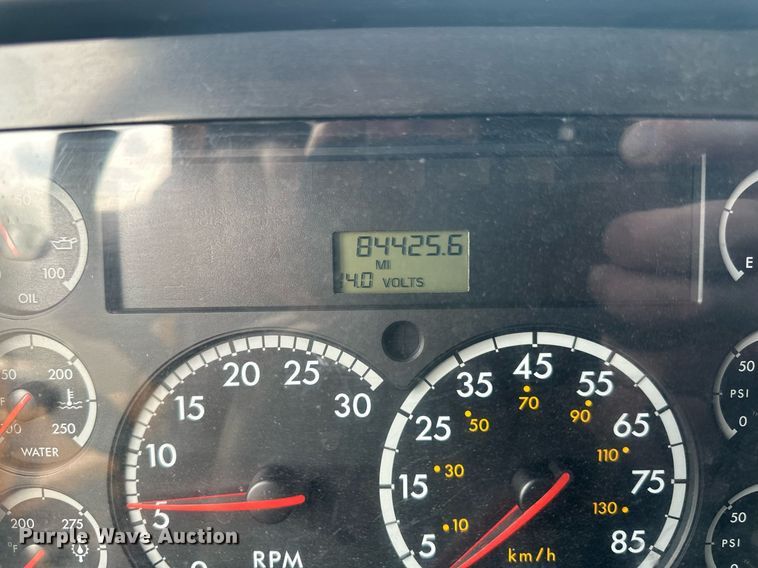 84425.6
MI
14.0 VOLTS
50
100
OIL
E
50 200
°F
100 250
WATER
200 275
°F
5 10 15 20 25 30
RPM
5 15 25 35 45 55 65 75 85
10 30 50 70 90 110 130
km/h
50
PSI
0
50
PSI
0
Purple Wave Auction